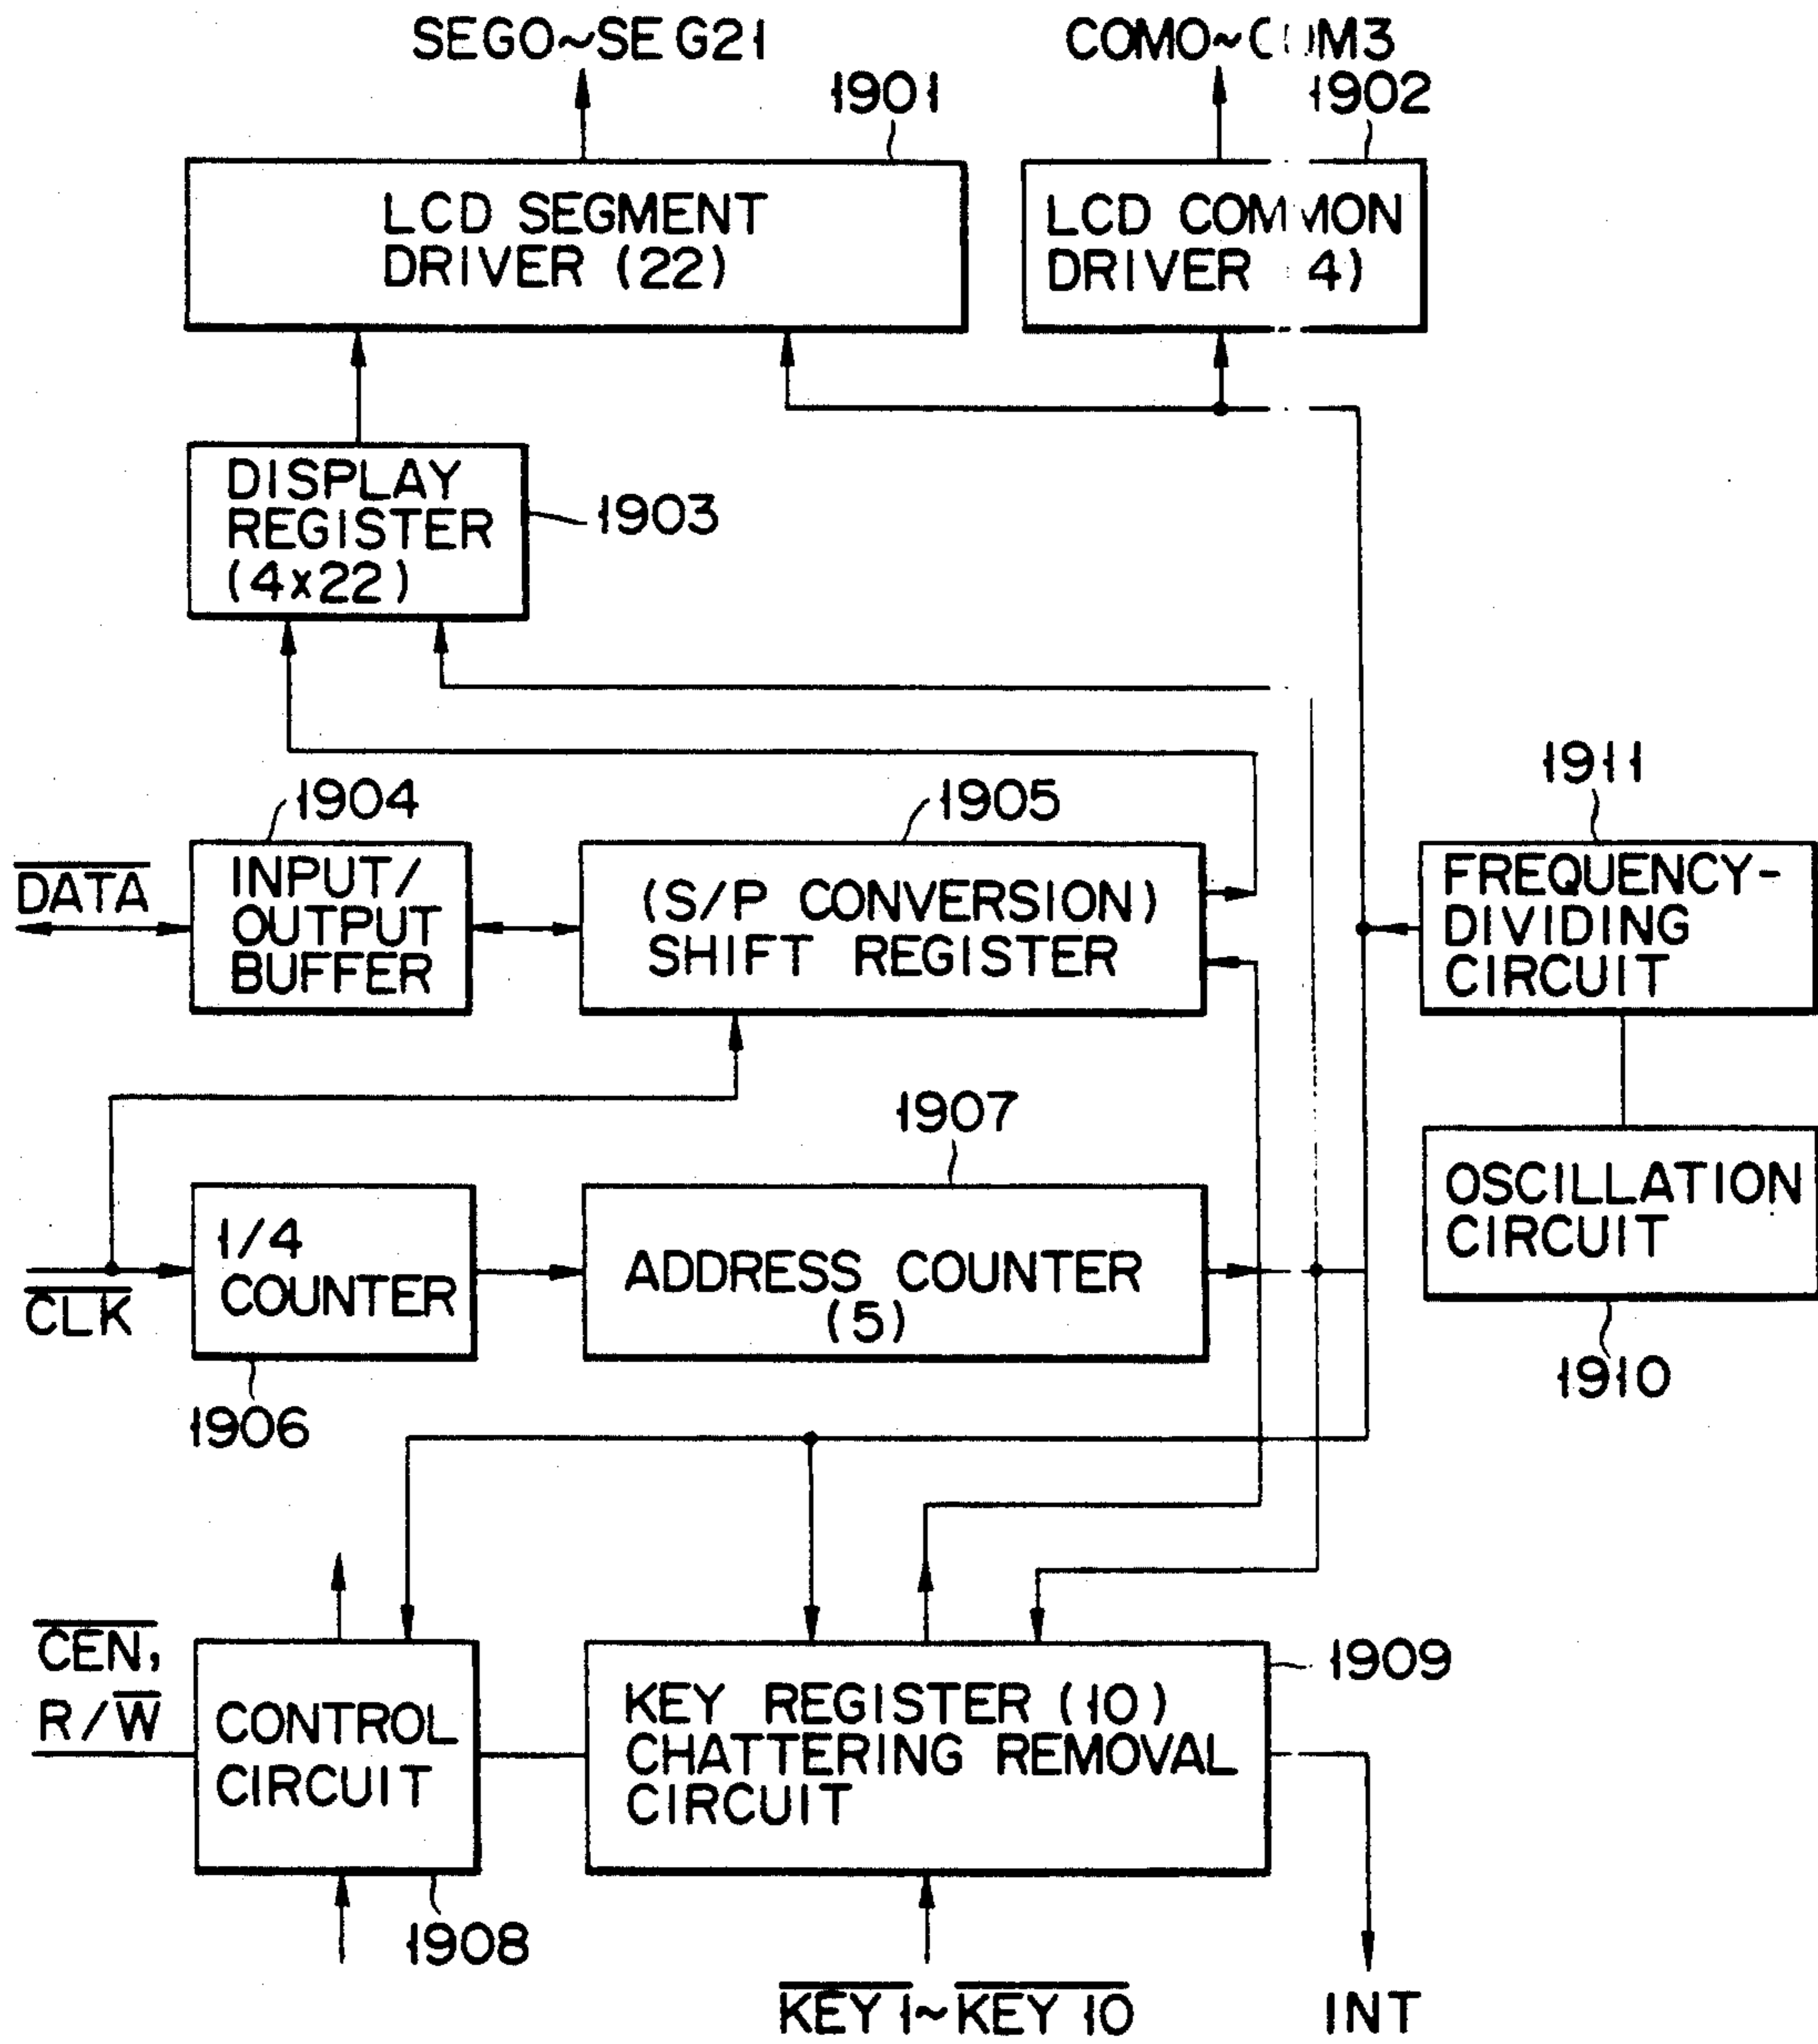 SEG0~SEG21
COM0~COM3
1901
1902
LCD SEGMENT
DRIVER (22)
LCD COMMON
DRIVER (4)
DISPLAY
REGISTER
(4x22)
1903
1904
1905
1911
DATA
INPUT/
OUTPUT
BUFFER
(S/P CONVERSION)
SHIFT REGISTER
FREQUENCY-
DIVIDING
CIRCUIT
1907
CLK
1/4
COUNTER
ADDRESS COUNTER
(5)
OSCILLATION
CIRCUIT
1906
1910
CEN,
R/W
CONTROL
CIRCUIT
KEY REGISTER (10)
CHATTERING REMOVAL
CIRCUIT
1909
1908
KEY 1~KEY 10
INT